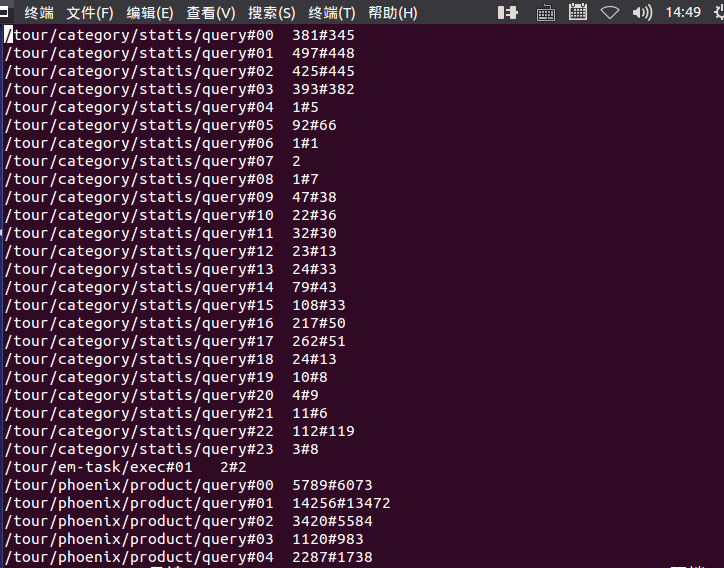 终端 文件(F) 编辑(E) 查看(V) 搜索(S) 终端(T) 帮助(H) 14:49
/tour/category/statis/query#00 381#345
/tour/category/statis/query#01 497#448
/tour/category/statis/query#02 425#445
/tour/category/statis/query#03 393#382
/tour/category/statis/query#04 1#5
/tour/category/statis/query#05 92#66
/tour/category/statis/query#06 1#1
/tour/category/statis/query#07 2
/tour/category/statis/query#08 1#7
/tour/category/statis/query#09 47#38
/tour/category/statis/query#10 22#36
/tour/category/statis/query#11 32#30
/tour/category/statis/query#12 23#13
/tour/category/statis/query#13 24#33
/tour/category/statis/query#14 79#43
/tour/category/statis/query#15 108#33
/tour/category/statis/query#16 217#50
/tour/category/statis/query#17 262#51
/tour/category/statis/query#18 24#13
/tour/category/statis/query#19 10#8
/tour/category/statis/query#20 4#9
/tour/category/statis/query#21 11#6
/tour/category/statis/query#22 112#119
/tour/category/statis/query#23 3#8
/tour/em-task/exec#01 2#2
/tour/phoenix/product/query#00 5789#6073
/tour/phoenix/product/query#01 14256#13472
/tour/phoenix/product/query#02 3420#5584
/tour/phoenix/product/query#03 1120#983
/tour/phoenix/product/query#04 2287#1738